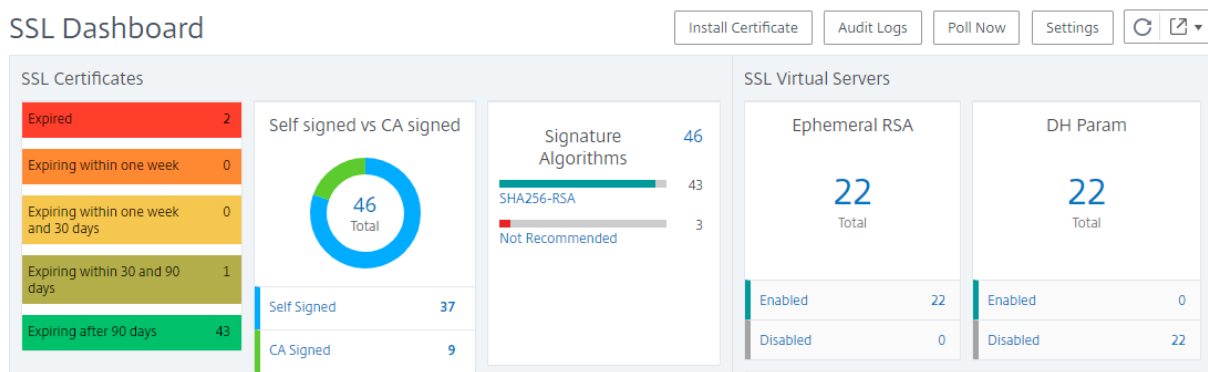 SSL Dashboard
Install Certificate
Audit Logs
Poll Now
Settings
SSL Certificates
Expired 2
Expiring within one week 0
Expiring within one week 0
and 30 days
Expiring within 30 and 90 1
days
Expiring after 90 days 43
Self signed vs CA signed
46
Total
Self Signed 37
CA Signed 9
Signature 46
Algorithms
43
SHA256-RSA
3
Not Recommended
SSL Virtual Servers
Ephemeral RSA
22
Total
Enabled 22
Disabled 0
DH Param
22
Total
Enabled 0
Disabled 22